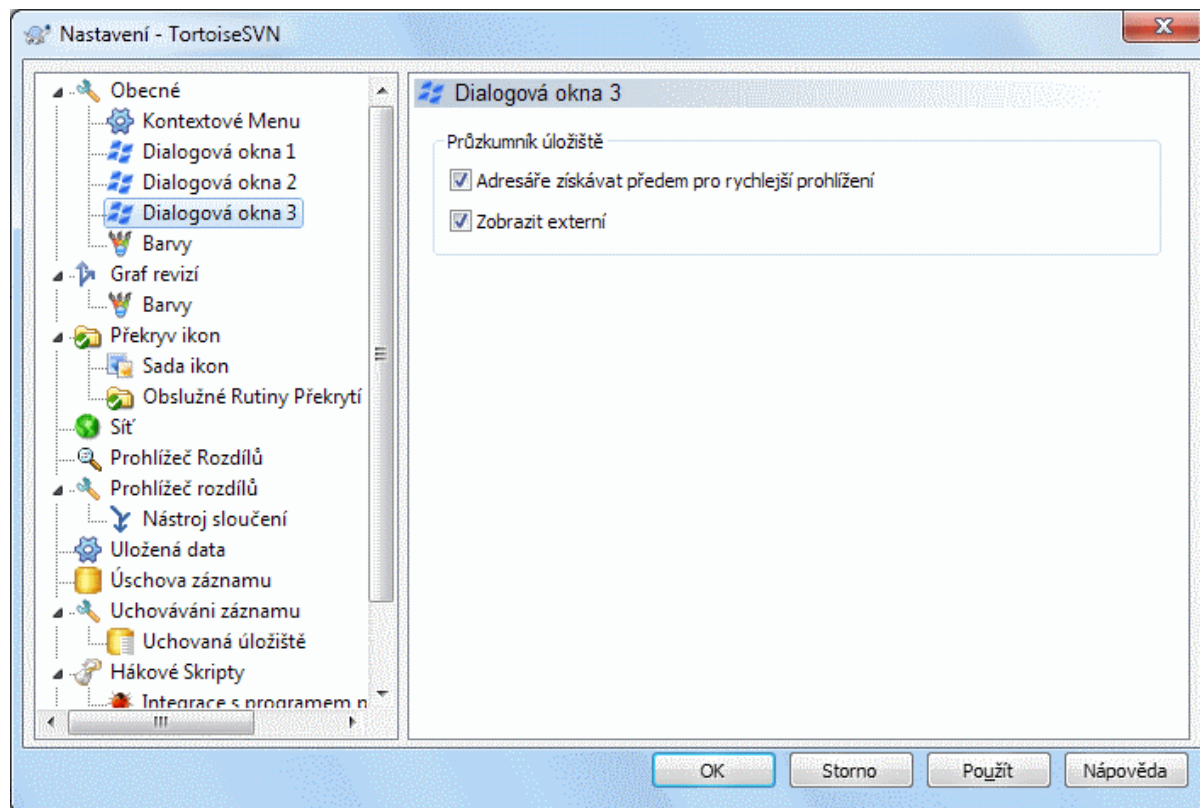 Nastavení - TortoiseSVN
Obecné
Kontextové Menu
Dialogová okna 1
Dialogová okna 2
Dialogová okna 3
Barvy
Graf revizí
Barvy
Překryv ikon
Sada ikon
Obslužné Rutiny Překrytí
Síť
Prohlížeč Rozdílů
Prohlížeč rozdílů
Nástroj sloučení
Uložená data
Úschova záznamu
Uchovávání záznamu
Uchovaná úložiště
Hákové Skripty
Integrace s programem p
Dialogová okna 3
Průzkumník úložiště
Adresáře získávat předem pro rychlejší prohlížení
Zobrazit externí
OK
Storno
Použít
Nápověda